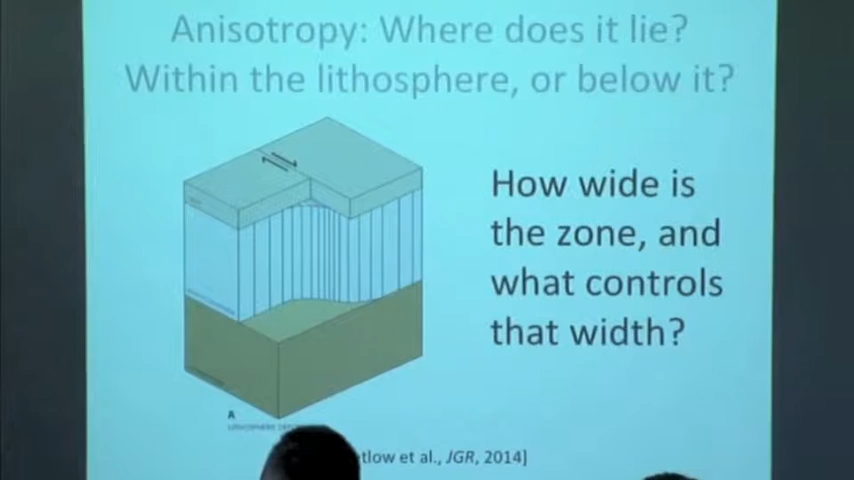 Anisotropy: Where does it lie?
Within the lithosphere, or below it?
How wide is
the zone, and
what controls
that width?
A
et al., JGR, 2014]